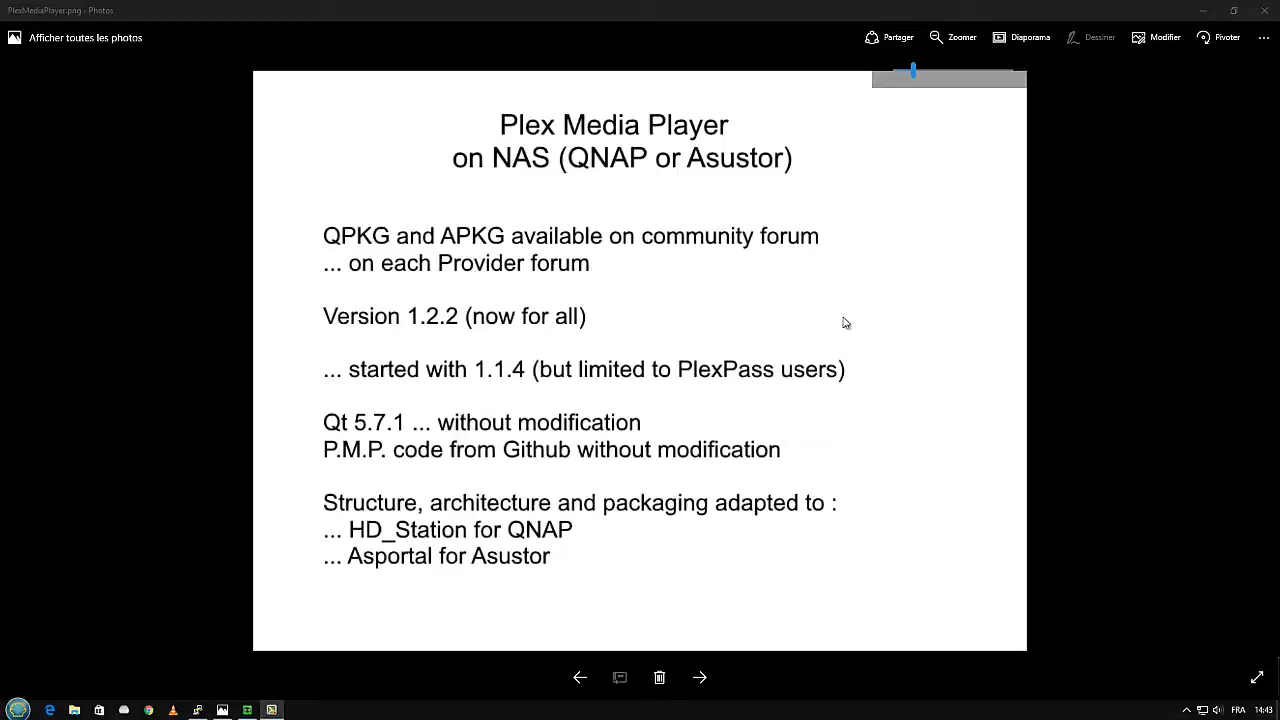 PlexMediaPlayer.png - Photos
Afficher toutes les photos
Partager
Zoomer
Diaporama
Dessiner
Modifier
Pivoter
Plex Media Player
on NAS (QNAP or Asustor)
QPKG and APKG available on community forum
... on each Provider forum
Version 1.2.2 (now for all)
... started with 1.1.4 (but limited to PlexPass users)
Qt 5.7.1 ... without modification
P.M.P. code from Github without modification
Structure, architecture and packaging adapted to :
... HD_Station for QNAP
... Asportal for Asustor
FRA
14:43